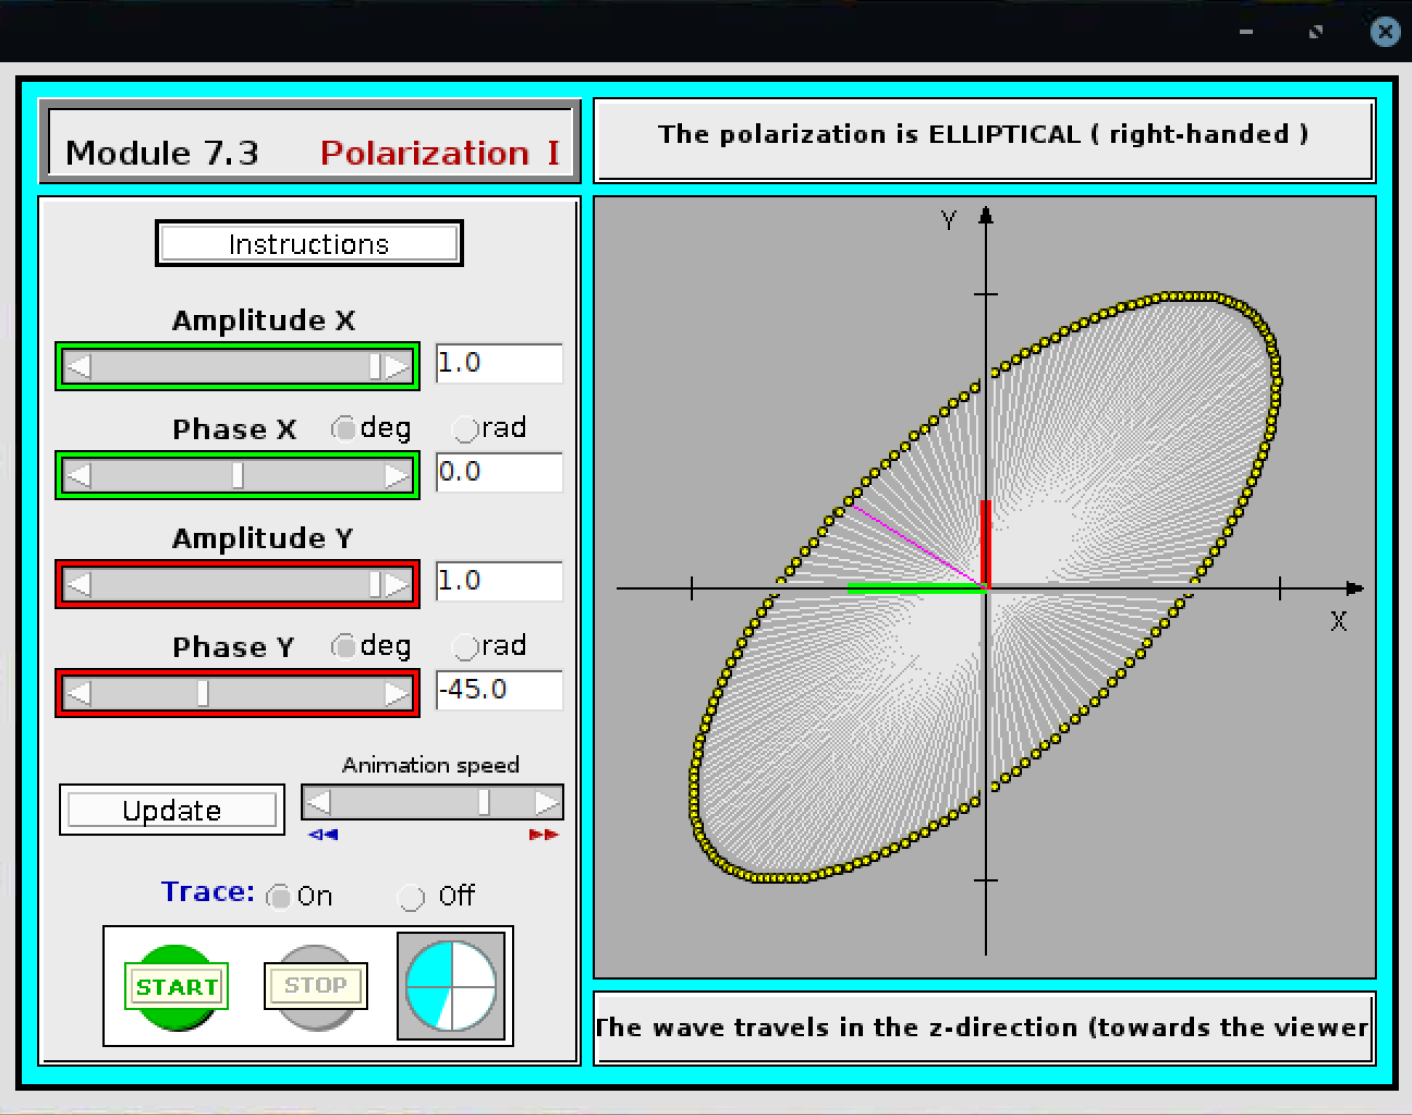 Module 7.3 Polarization I
The polarization is ELLIPTICAL ( right-handed )
Instructions
Amplitude X
1.0
Phase X deg rad
0.0
Amplitude Y
1.0
Phase Y deg rad
-45.0
Animation speed
Update
Trace: On Off
START STOP
Y
X
The wave travels in the z-direction (towards the viewer